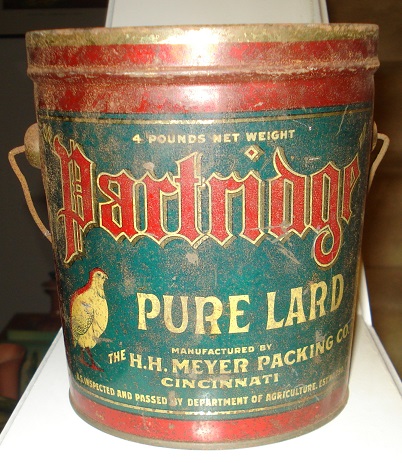 4 POUNDS NET WEIGHT
Partridge
PURE LARD
MANUFACTURED BY
THE H.H. MEYER PACKING CO.
CINCINNATI
U.S. INSPECTED AND PASSED BY DEPARTMENT OF AGRICULTURE,